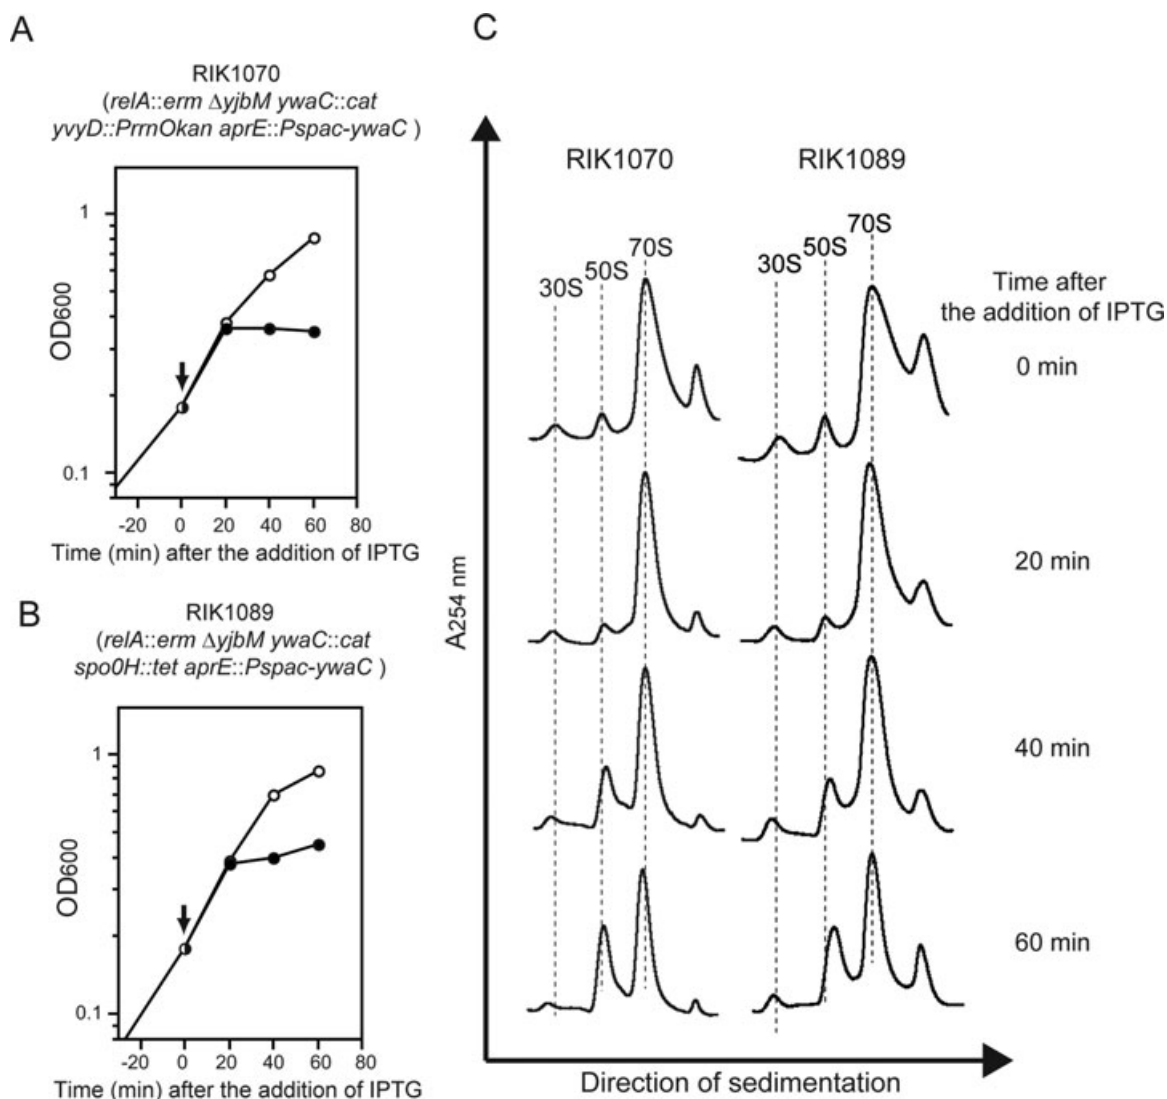 A
RIK1070
(relA::erm ΔyjbM ywaC::cat
yvyD::PrrnOkan aprE::Pspac-ywaC )
1
OD600
0.1
-20 0 20 40 60 80
Time (min) after the addition of IPTG
B
RIK1089
(relA::erm ΔyjbM ywaC::cat
spo0H::tet aprE::Pspac-ywaC )
1
OD600
0.1
-20 0 20 40 60 80
Time (min) after the addition of IPTG
C
RIK1070 RIK1089
30S 50S 70S
30S 50S 70S
Time after
the addition of IPTG
0 min
20 min
40 min
60 min
A254 nm
Direction of sedimentation